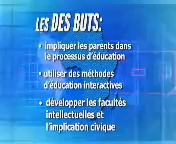 LES DES BUTS:
• impliquer les parents dans
le processus d'éducation
• utiliser des méthodes
d'éducation interactives
• développer les facultés
intellectuelles et
l'implication civique